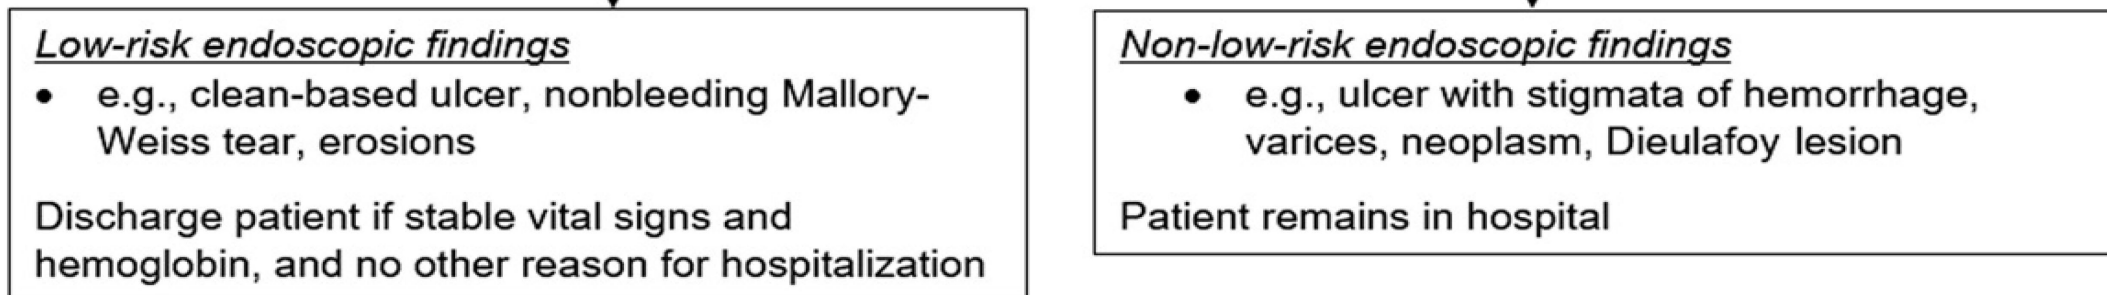 Low-risk endoscopic findings
• e.g., clean-based ulcer, nonbleeding Mallory-
Weiss tear, erosions
Discharge patient if stable vital signs and
hemoglobin, and no other reason for hospitalization
Non-low-risk endoscopic findings
• e.g., ulcer with stigmata of hemorrhage,
varices, neoplasm, Dieulafoy lesion
Patient remains in hospital